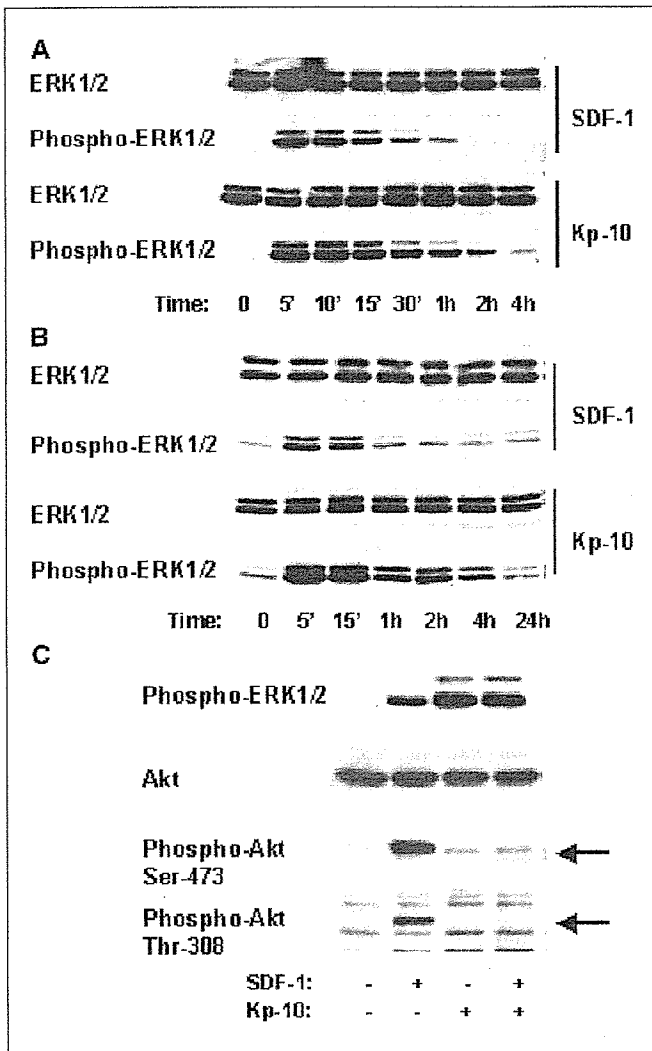 A
ERK1/2
Phospho-ERK1/2
SDF-1
ERK1/2
Phospho-ERK1/2
Kp-10
Time: 0 5' 10' 15' 30' 1h 2h 4h
B
ERK1/2
Phospho-ERK1/2
SDF-1
ERK1/2
Phospho-ERK1/2
Kp-10
Time: 0 5' 15' 1h 2h 4h 24h
C
Phospho-ERK1/2
Akt
Phospho-Akt
Ser-473
Phospho-Akt
Thr-308
SDF-1: - + - +
Kp-10: - - + +